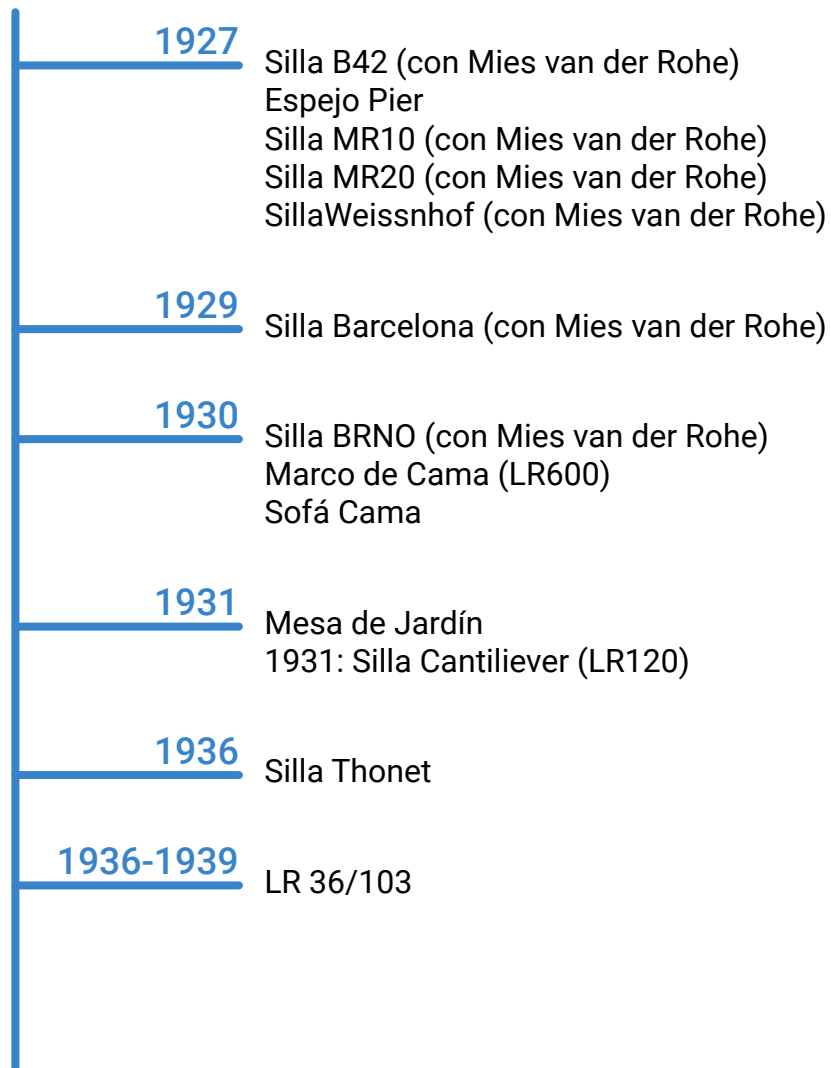 1927
Silla B42 (con Mies van der Rohe)
Espejo Pier
Silla MR10 (con Mies van der Rohe)
Silla MR20 (con Mies van der Rohe)
SillaWeissnhof (con Mies van der Rohe)
1929
Silla Barcelona (con Mies van der Rohe)
1930
Silla BRNO (con Mies van der Rohe)
Marco de Cama (LR600)
Sofá Cama
1931
Mesa de Jardín
1931: Silla Cantiliever (LR120)
1936
Silla Thonet
1936-1939
LR 36/103